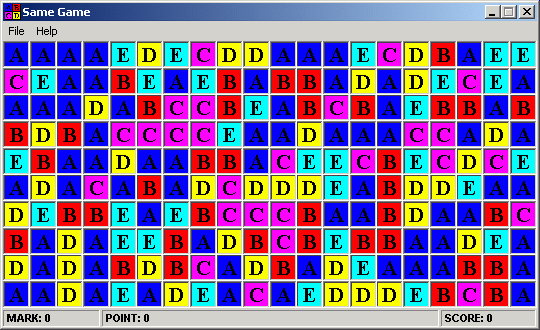 Same Game
File Help
A A A A E D E C D D A A A E C D B A E E
C E A A B E A E B A B B A D A D E C E A
A A A D A B C C B E A B C B A E B B A B
B D B A C C C C E A A D A A A C C A D A
E B A A D A A B B A C E E C B E C D C E
A D A C A B A D C D D D E A B D D E A A
D E B B E A E B C C C B A A B D A A B C
B A D A E E B A D B C B E B B A A D E A
D A D A B D B C A D B A D E A A A B B A
A A D A E A D E A C A E D D D E B C B A
MARK: 0 POINT: 0 SCORE: 0